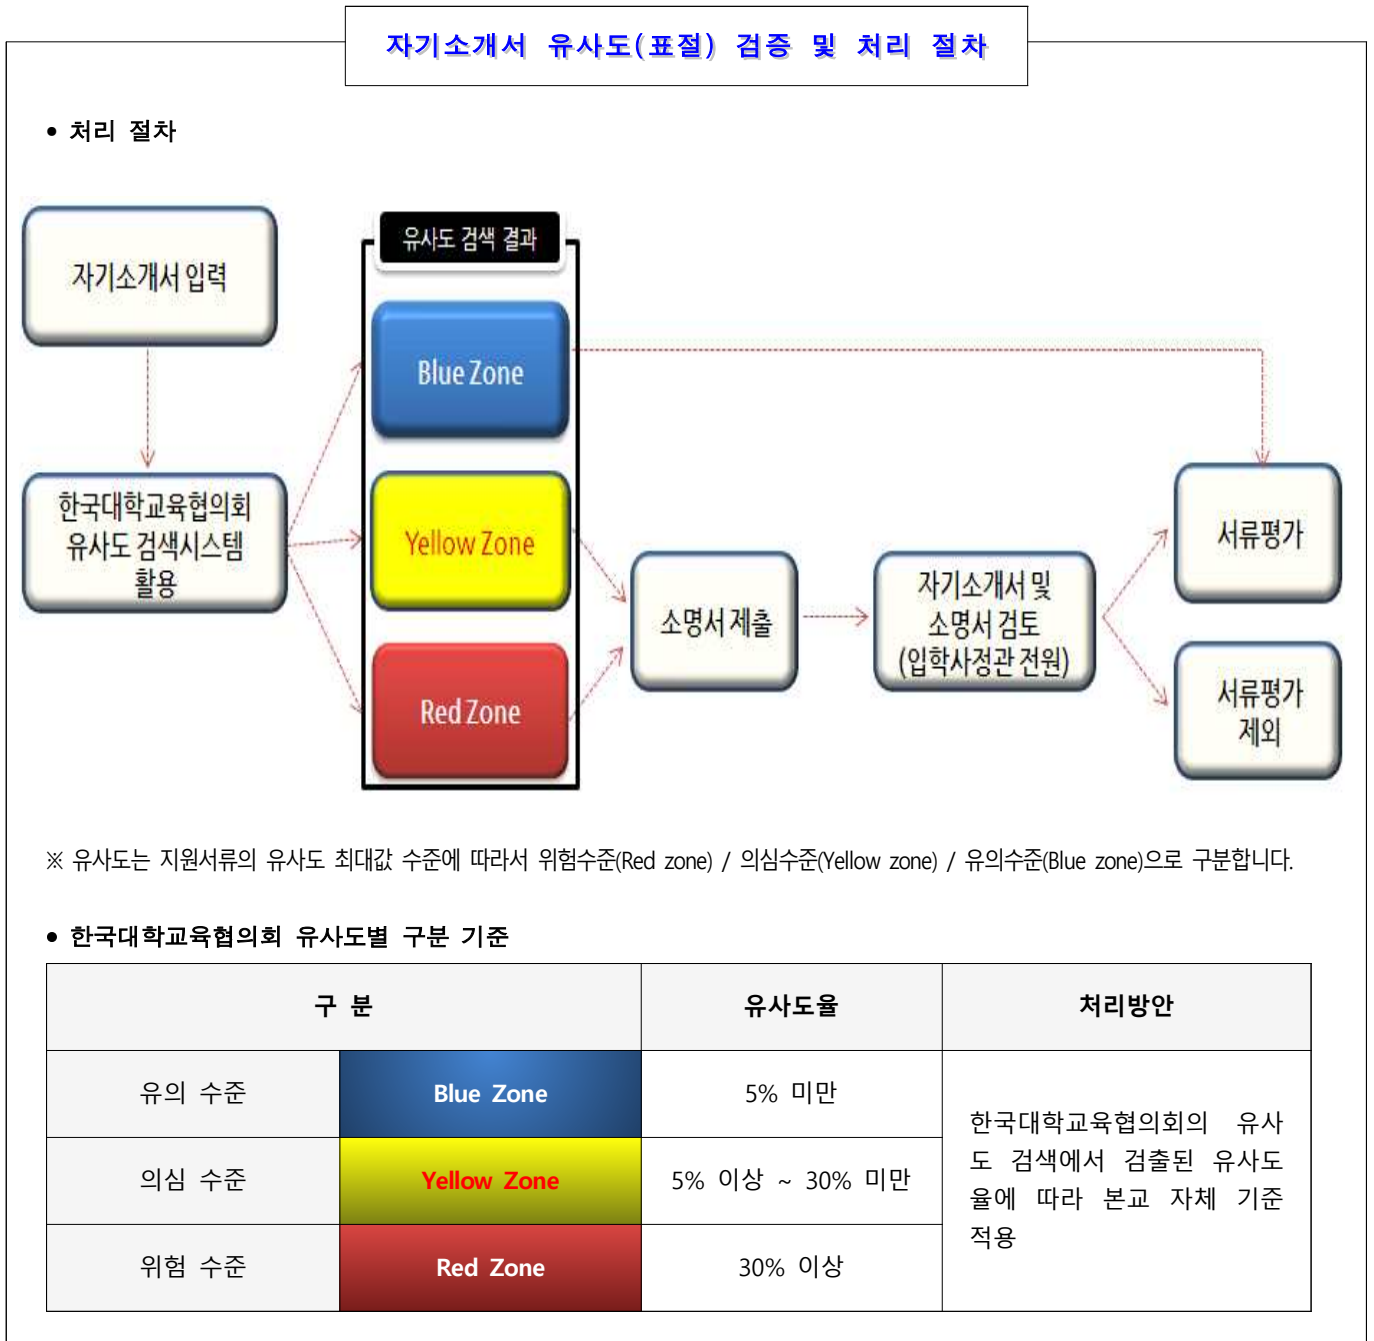 자기소개서 유사도(표절) 검증 및 처리 절차
• 처리 절차
자기소개서 입력
한국대학교육협의회
유사도 검색시스템
활용
유사도 검색 결과
Blue Zone
Yellow Zone
Red Zone
소명서 제출
자기소개서 및
소명서 검토
(입학사정관 전원)
서류평가
서류평가
제외
※ 유사도는 지원서류의 유사도 최대값 수준에 따라서 위험수준(Red zone) / 의심수준(Yellow zone) / 유의수준(Blue zone)으로 구분합니다.
• 한국대학교육협의회 유사도별 구분 기준
구 분 유사도율 처리방안
유의 수준 Blue Zone 5% 미만
의심 수준 Yellow Zone 5% 이상 ~ 30% 미만
위험 수준 Red Zone 30% 이상
한국대학교육협의회의 유사
도 검색에서 검출된 유사도
율에 따라 본교 자체 기준
적용